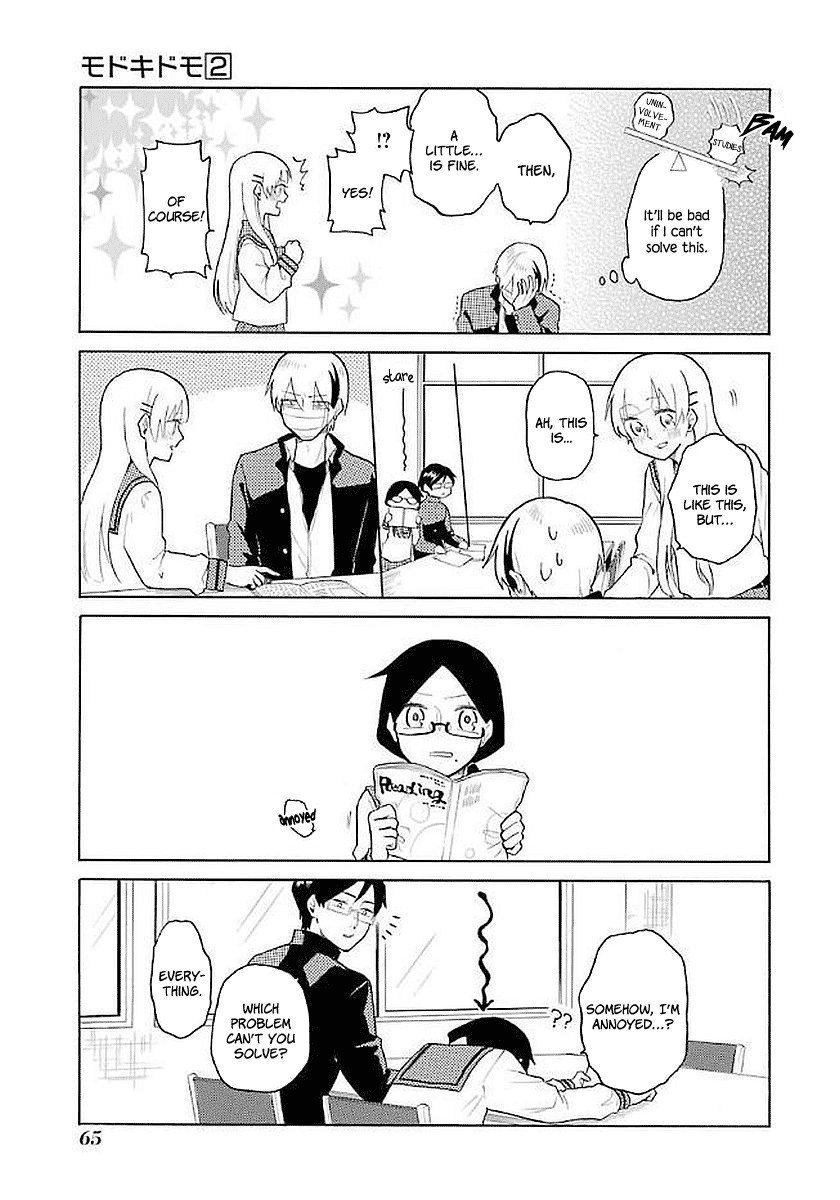 モドキドモ2
UNIN-
VOLVE-
MENT
STUDIES
BAM
It'll be bad
if I can't
solve this.
THEN,
A
LITTLE...
IS FINE.
!?
YES!
OF
COURSE!
THIS IS
LIKE THIS,
BUT...
AH, THIS
IS...
stare
Reading
annoyed
SOMEHOW, I'M
ANNOYED...?
??
WHICH
PROBLEM
CAN'T YOU
SOLVE?
EVERY-
THING.
65